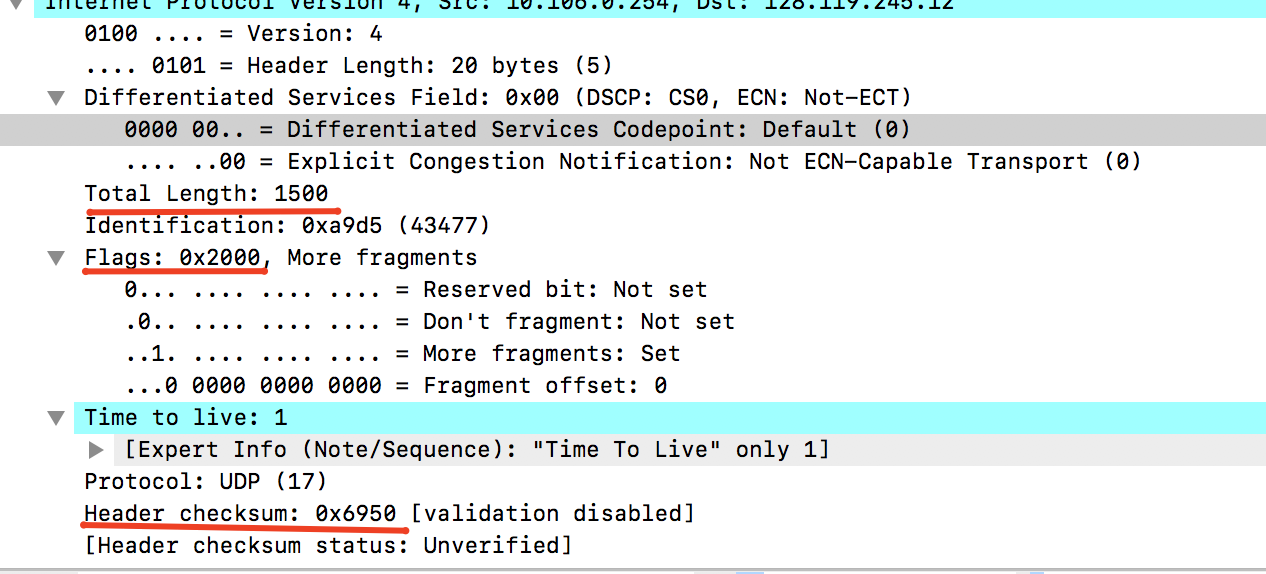 Internet Protocol Version 4, Src: 10.106.0.254, Dst: 128.119.245.12
0100 .... = Version: 4
.... 0101 = Header Length: 20 bytes (5)
Differentiated Services Field: 0x00 (DSCP: CS0, ECN: Not-ECT)
0000 00.. = Differentiated Services Codepoint: Default (0)
.... ..00 = Explicit Congestion Notification: Not ECN-Capable Transport (0)
Total Length: 1500
Identification: 0xa9d5 (43477)
Flags: 0x2000, More fragments
0... .... .... .... = Reserved bit: Not set
.0.. .... .... .... = Don't fragment: Not set
..1. .... .... .... = More fragments: Set
...0 0000 0000 0000 = Fragment offset: 0
Time to live: 1
[Expert Info (Note/Sequence): "Time To Live" only 1]
Protocol: UDP (17)
Header checksum: 0x6950 [validation disabled]
[Header checksum status: Unverified]